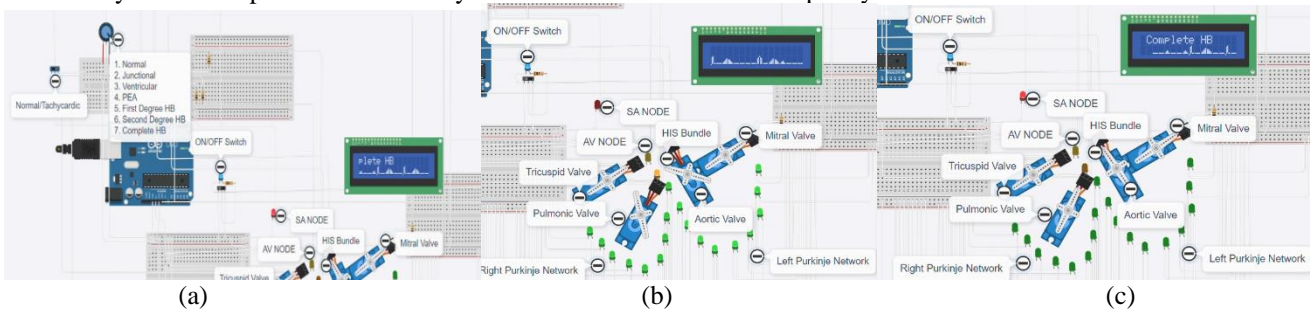 1. Normal
2. Junctional
3. Ventricular
4. PEA
5. First Degree HB
6. Second Degree HB
7. Complete HB
Normal/Tachycardic
ON/OFF Switch
plete HB
SA NODE
AV NODE
HIS Bundle
Mitral Valve
Tricuspid Valve
(a)
ON/OFF Switch
SA NODE
HIS Bundle
Mitral Valve
AV NODE
Tricuspid Valve
Pulmonic Valve
Aortic Valve
Right Purkinje Network
Left Purkinje Network
(b)
ON/OFF Switch
Complete HB
SA NODE
AV NODE
HIS Bundle
Mitral Valve
Tricuspid Valve
Pulmonic Valve
Aortic Valve
Right Purkinje Network
Left Purkinje Network
(c)